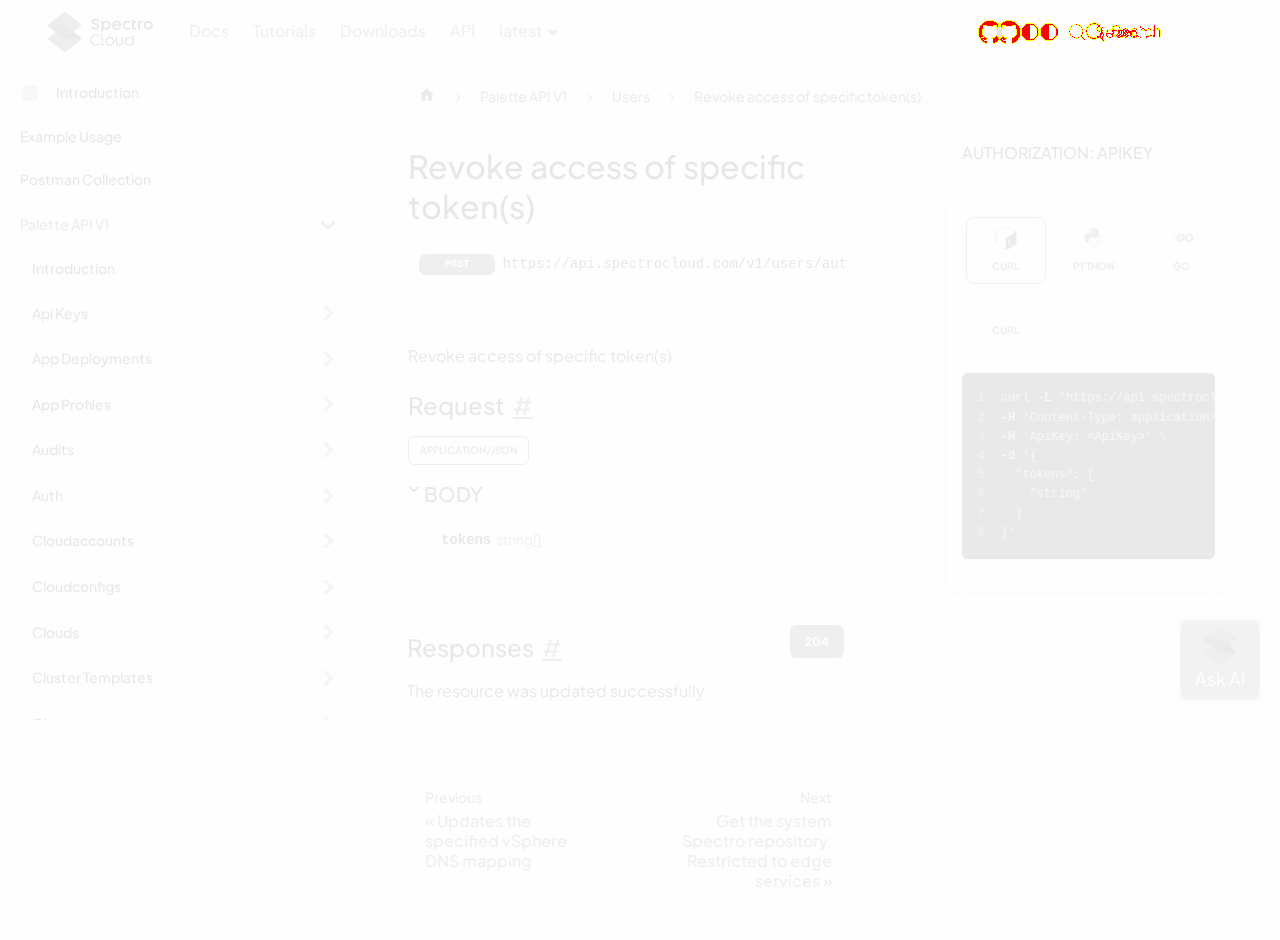 Spectro
Cloud
Docs
Tutorials
Downloads
API
latest
Search
Introduction
Example Usage
Postman Collection
Palette API V1
Introduction
Api Keys
App Deployments
App Profiles
Audits
Auth
Cloudaccounts
Cloudconfigs
Clouds
Cluster Templates
Palette API V1
Users
Revoke access of specific token(s)
Revoke access of specific
token(s)
POST
https://api.spectrocloud.com/v1/users/aut
Revoke access of specific token(s)
Request #
APPLICATION/JSON
BODY
tokens string[]
Responses #
204
The resource was updated successfully
Previous
« Updates the
specified vSphere
DNS mapping
Next
Get the system
Spectro repository.
Restricted to edge
services »
AUTHORIZATION: APIKEY
CURL
PYTHON
GO
GO
CURL
1 curl -L 'https://api.spectrocl
2 -H 'Content-Type: application/
3 -H 'ApiKey: <ApiKey>' \
4 -d '{
5 "tokens": [
6 "string"
7 ]
8 }'
Ask AI